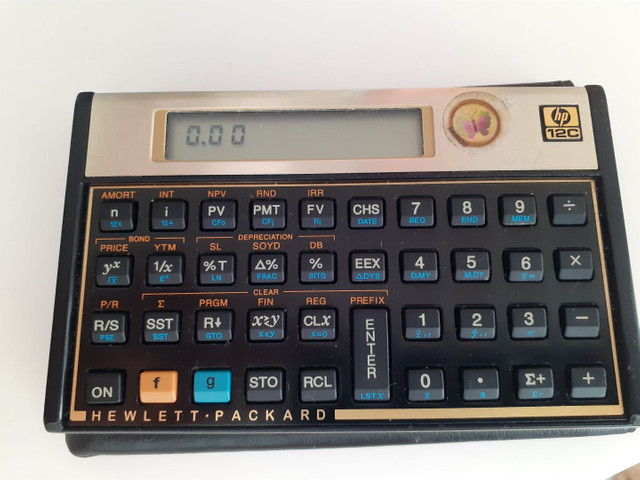 0.00
hp
12C
AMORT INT NPV RND IRR
n i PV PMT FV CHS 7 8 9 ÷
12× 12÷ CFo CFj Nj DATE BEG END MEM
BOND DEPRECIATION
PRICE YTM SL SOYD DB
yˣ 1/x %T Δ% % EEX 4 5 6 ×
√x eˣ LN FRAC INTG ΔDYS D.MY M.DY x̄w
CLEAR
P/R Σ PRGM FIN REG PREFIX
R/S SST R↓ x≷y CLx ENTER 1 2 3 −
PSE BST GTO x≤y x=0 x̂,r ŷ,r n!
ON f g STO RCL 0 · Σ+ +
LSTX x̄ s Σ−
HEWLETT·PACKARD